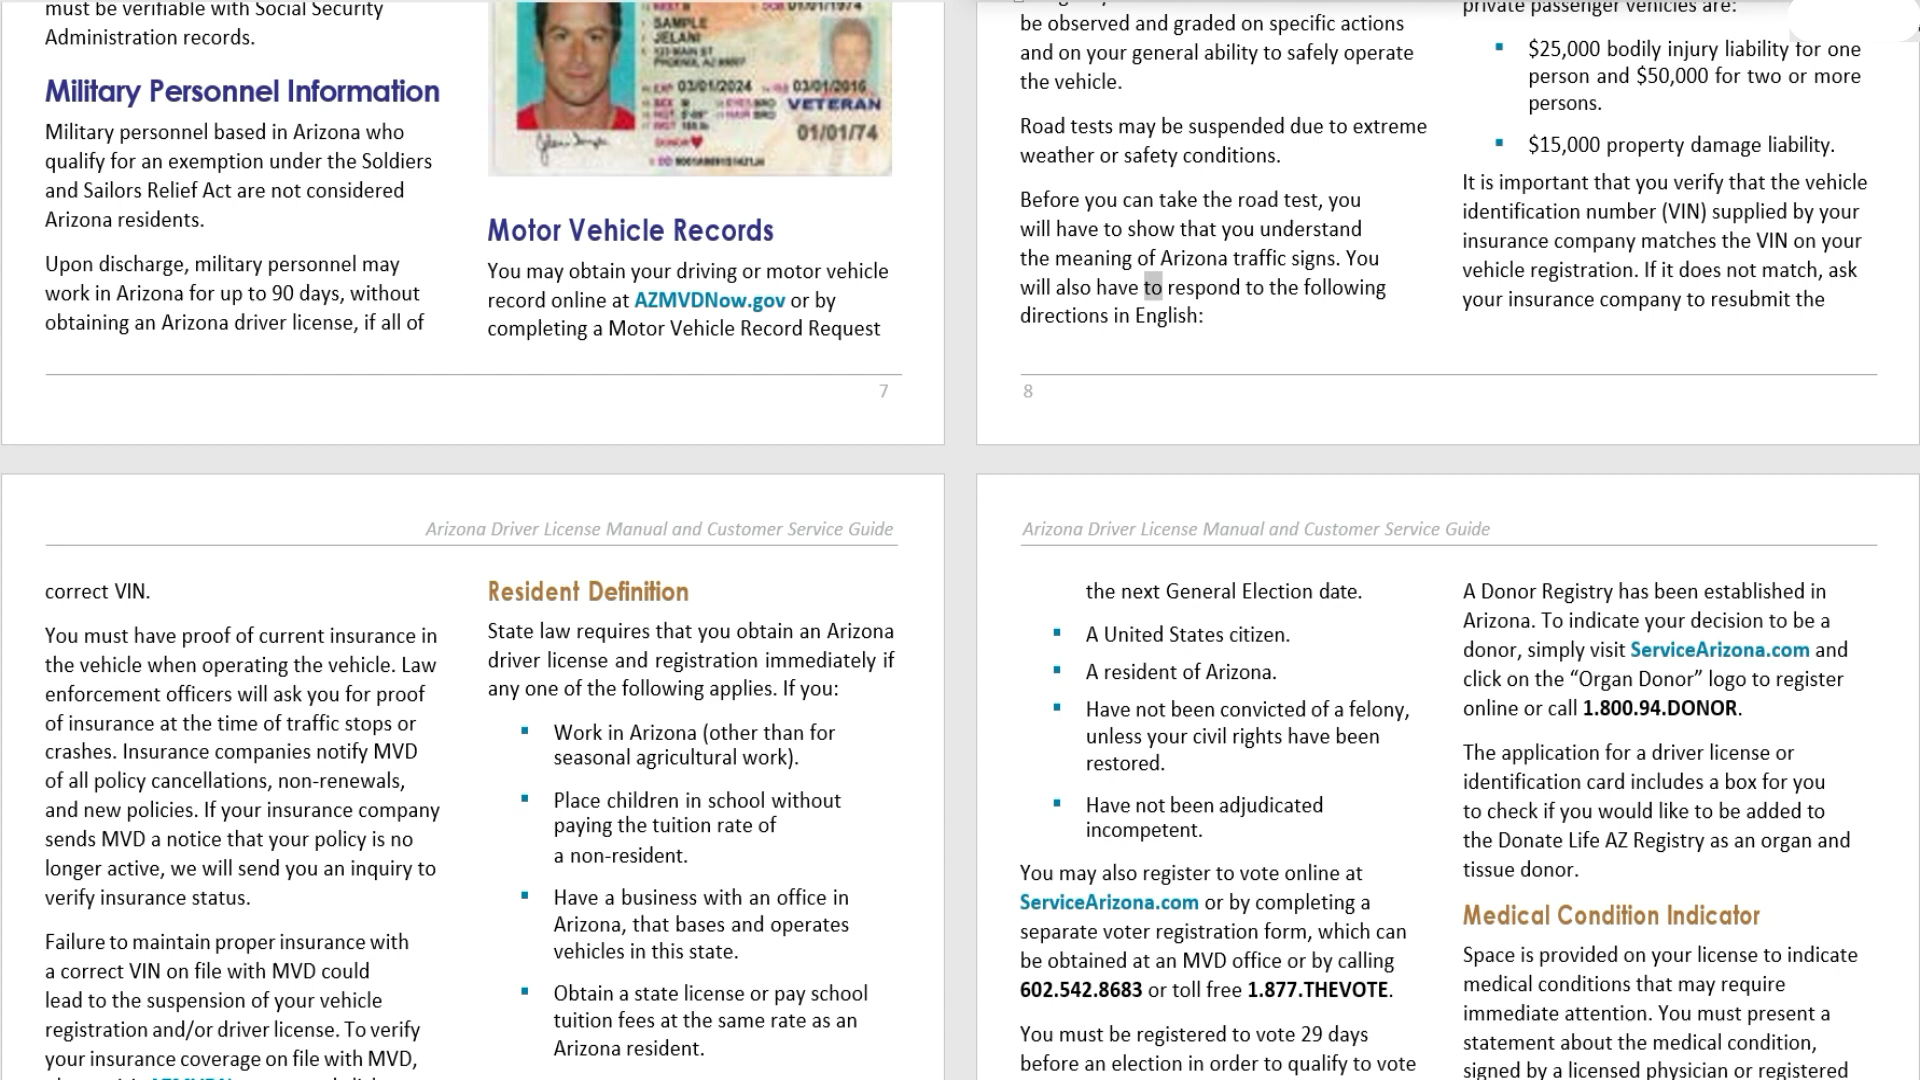 must be verifiable with Social Security
Administration records.
Military Personnel Information
Military personnel based in Arizona who
qualify for an exemption under the Soldiers
and Sailors Relief Act are not considered
Arizona residents.
Upon discharge, military personnel may
work in Arizona for up to 90 days, without
obtaining an Arizona driver license, if all of
SAMPLE
JELANI
123 MAIN ST
PHOENIX, AZ 85007
EXP 03/01/2024
03/01/2016
VETERAN
01/01/74
DONOR
Motor Vehicle Records
You may obtain your driving or motor vehicle
record online at AZMVDNow.gov or by
completing a Motor Vehicle Record Request
7
be observed and graded on specific actions
and on your general ability to safely operate
the vehicle.
Road tests may be suspended due to extreme
weather or safety conditions.
Before you can take the road test, you
will have to show that you understand
the meaning of Arizona traffic signs. You
will also have to respond to the following
directions in English:
private passenger vehicles are:
▪ $25,000 bodily injury liability for one
person and $50,000 for two or more
persons.
▪ $15,000 property damage liability.
It is important that you verify that the vehicle
identification number (VIN) supplied by your
insurance company matches the VIN on your
vehicle registration. If it does not match, ask
your insurance company to resubmit the
8
Arizona Driver License Manual and Customer Service Guide
correct VIN.
You must have proof of current insurance in
the vehicle when operating the vehicle. Law
enforcement officers will ask you for proof
of insurance at the time of traffic stops or
crashes. Insurance companies notify MVD
of all policy cancellations, non-renewals,
and new policies. If your insurance company
sends MVD a notice that your policy is no
longer active, we will send you an inquiry to
verify insurance status.
Failure to maintain proper insurance with
a correct VIN on file with MVD could
lead to the suspension of your vehicle
registration and/or driver license. To verify
your insurance coverage on file with MVD,
Resident Definition
State law requires that you obtain an Arizona
driver license and registration immediately if
any one of the following applies. If you:
▪ Work in Arizona (other than for
seasonal agricultural work).
▪ Place children in school without
paying the tuition rate of
a non-resident.
▪ Have a business with an office in
Arizona, that bases and operates
vehicles in this state.
▪ Obtain a state license or pay school
tuition fees at the same rate as an
Arizona resident.
Arizona Driver License Manual and Customer Service Guide
the next General Election date.
▪ A United States citizen.
▪ A resident of Arizona.
▪ Have not been convicted of a felony,
unless your civil rights have been
restored.
▪ Have not been adjudicated
incompetent.
You may also register to vote online at
ServiceArizona.com or by completing a
separate voter registration form, which can
be obtained at an MVD office or by calling
602.542.8683 or toll free 1.877.THEVOTE.
You must be registered to vote 29 days
before an election in order to qualify to vote
A Donor Registry has been established in
Arizona. To indicate your decision to be a
donor, simply visit ServiceArizona.com and
click on the “Organ Donor” logo to register
online or call 1.800.94.DONOR.
The application for a driver license or
identification card includes a box for you
to check if you would like to be added to
the Donate Life AZ Registry as an organ and
tissue donor.
Medical Condition Indicator
Space is provided on your license to indicate
medical conditions that may require
immediate attention. You must present a
statement about the medical condition,
signed by a licensed physician or registered